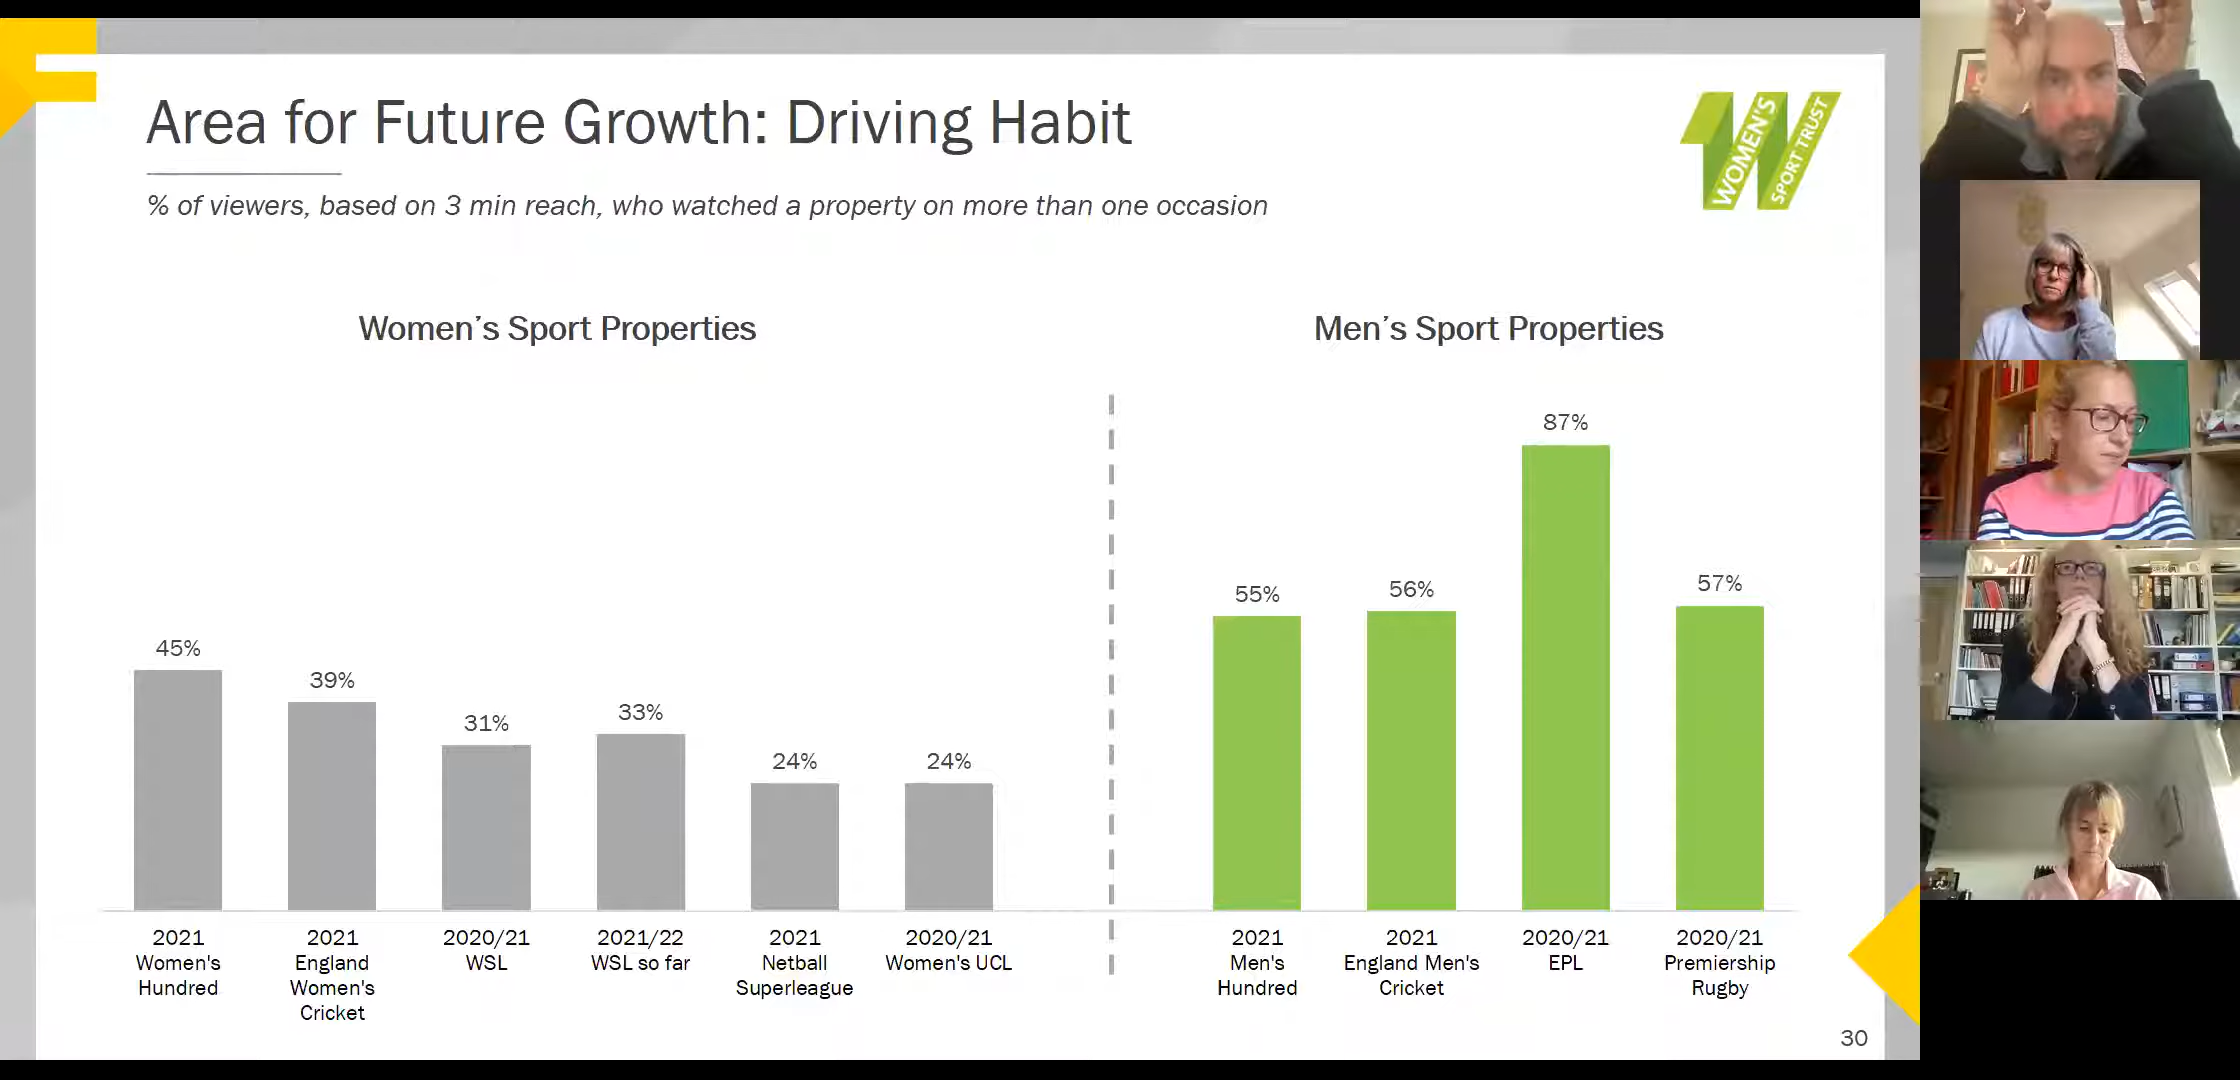 Area for Future Growth: Driving Habit
WOMEN'S
SPORT TRUST
% of viewers, based on 3 min reach, who watched a property on more than one occasion
Women's Sport Properties
Men's Sport Properties
45%
39%
31%
33%
24%
24%
55%
56%
87%
57%
2021
Women's
Hundred
2021
England
Women's
Cricket
2020/21
WSL
2021/22
WSL so far
2021
Netball
Superleague
2020/21
Women's UCL
2021
Men's
Hundred
2021
England Men's
Cricket
2020/21
EPL
2020/21
Premiership
Rugby
30